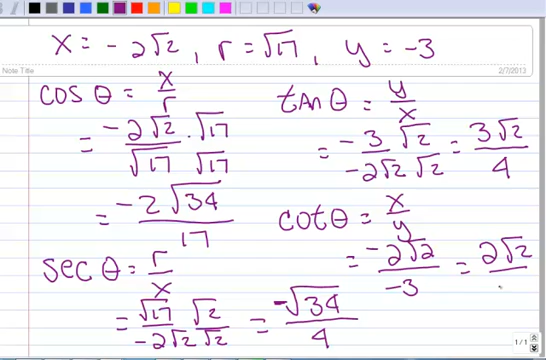 x = -2√2, r = √17, y = -3
Note Title
2/7/2013
cos θ = x/r
= -2√2/√17 · √17/√17
= -2√34/17
sec θ = r/x
= √17/-2√2 √2/√2 = -√34/4
tan θ = y/x
= -3/-2√2 √2/√2 = 3√2/4
cot θ = x/y
= -2√2/-3 = 2√2/
1/1